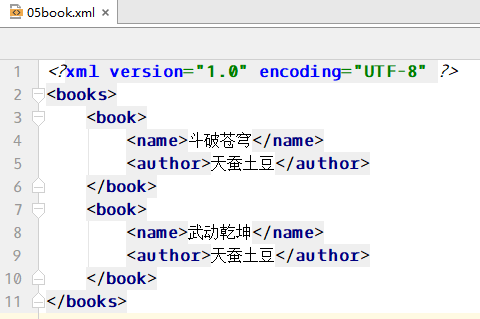 05book.xml
1 <?xml version="1.0" encoding="UTF-8" ?>
2 <books>
3 <book>
4 <name>斗破苍穹</name>
5 <author>天蚕土豆</author>
6 </book>
7 <book>
8 <name>武动乾坤</name>
9 <author>天蚕土豆</author>
10 </book>
11 </books>